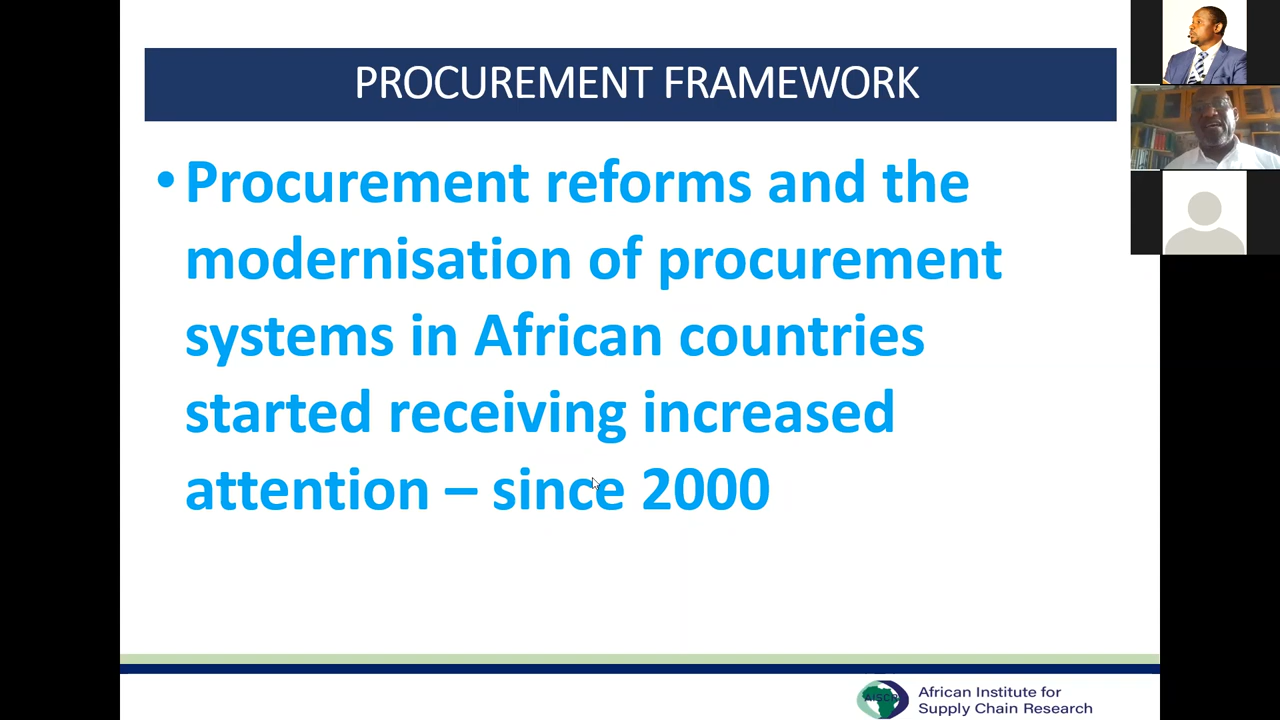 PROCUREMENT FRAMEWORK
• Procurement reforms and the
modernisation of procurement
systems in African countries
started receiving increased
attention – since 2000
AISCR
African Institute for
Supply Chain Research